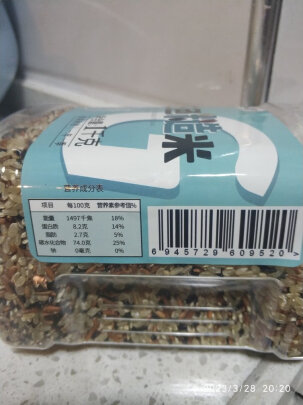 糙米
1千克
营养成分表
项目 每100克 营养素参考值%
能量 1497千焦 18%
蛋白质 8.2克 14%
脂肪 2.7克 5%
碳水化合物 74.0克 25%
钠 0毫克 0%
6 945729 609520 >
2023/3/28 20:20